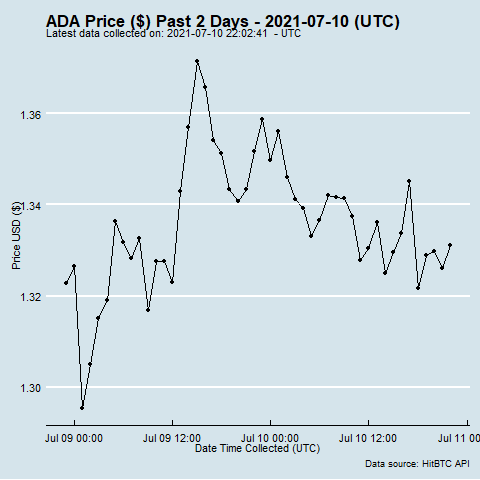 ADA Price ($) Past 2 Days - 2021-07-10 (UTC)
Latest data collected on: 2021-07-10 22:02:41 - UTC
1.36
1.34
1.32
1.30
Price USD ($)
Jul 09 00:00 Jul 09 12:00 Jul 10 00:00 Jul 10 12:00 Jul 11 00
Date Time Collected (UTC)
Data source: HitBTC API